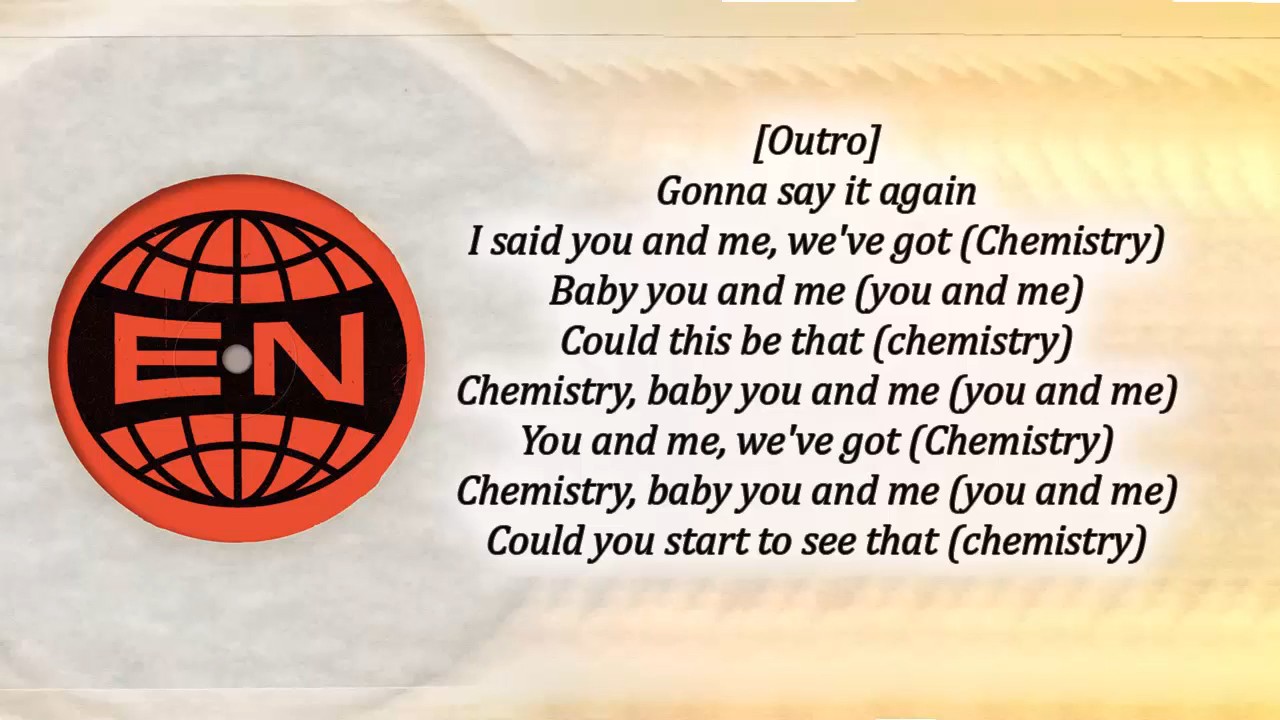 EN
[Outro]
Gonna say it again
I said you and me, we've got (Chemistry)
Baby you and me (you and me)
Could this be that (chemistry)
Chemistry, baby you and me (you and me)
You and me, we've got (Chemistry)
Chemistry, baby you and me (you and me)
Could you start to see that (chemistry)